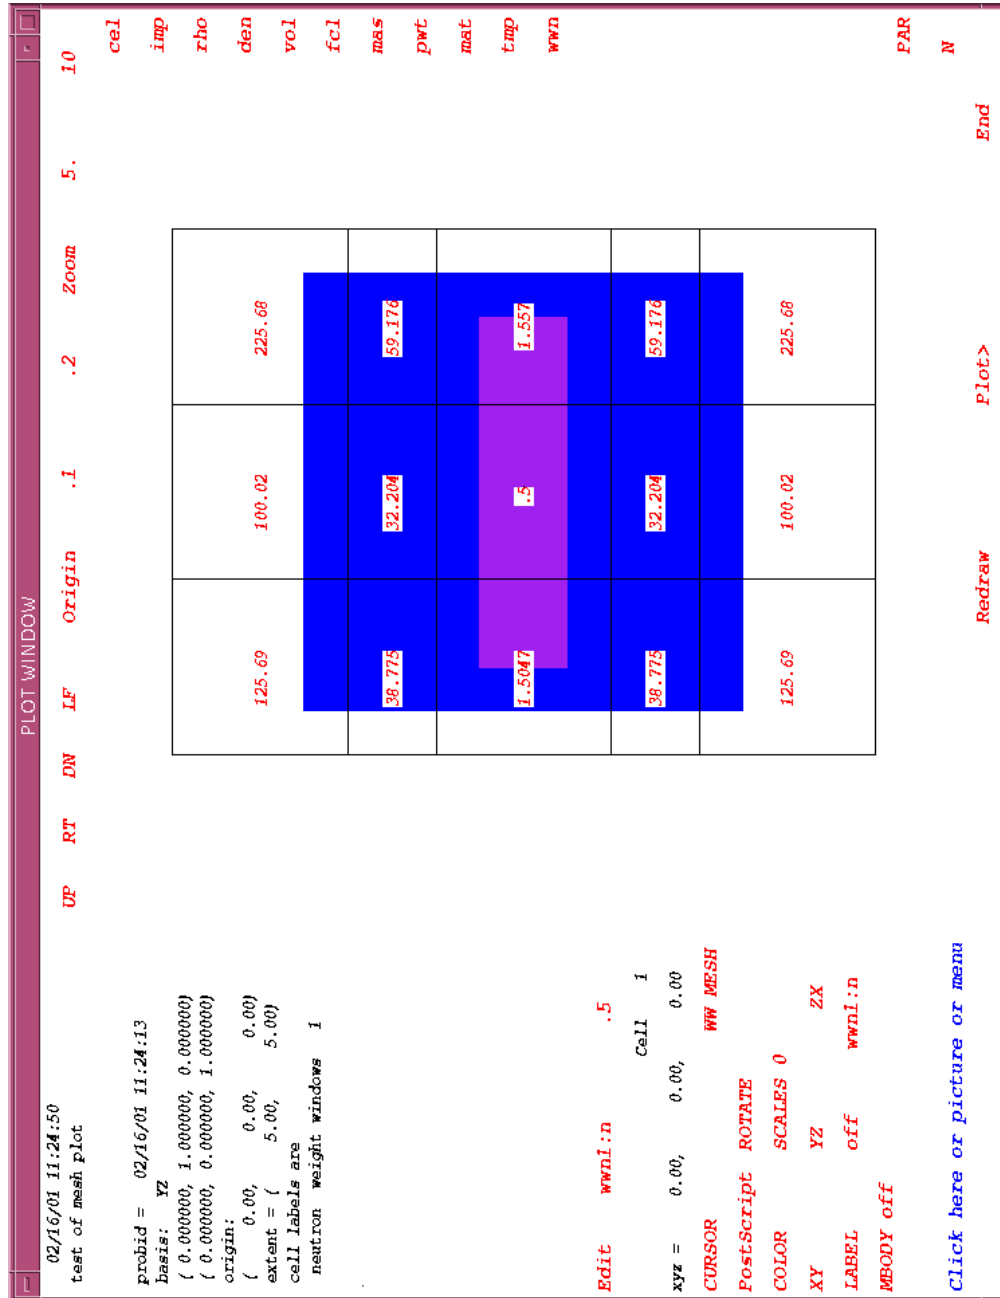 PLOT WINDOW
UP RT DN LF Origin .1 .2 Zoom 5. 10
02/16/01 11:24:50
test of mesh plot
probid = 02/16/01 11:24:13
basis: YZ
( 0.000000, 1.000000, 0.000000)
( 0.000000, 0.000000, 1.000000)
origin:
( 0.00, 0.00, 0.00)
extent = ( 5.00, 5.00)
cell labels are
neutron weight windows 1
cel
imp
rho
den
vol
fcl
mas
pwt
mat
tmp
wwn
125.69 100.02 225.68
38.775 32.204 59.176
1.5047 .5 1.557
38.775 32.204 59.176
125.69 100.02 225.68
Edit wwn1:n .5
Cell 1
xyz = 0.00, 0.00, 0.00
CURSOR WW MESH
PostScript ROTATE
COLOR SCALES 0
XY YZ ZX
LABEL off wwn1:n
MBODY off
PAR
N
Click here or picture or menu
Redraw Plot> End